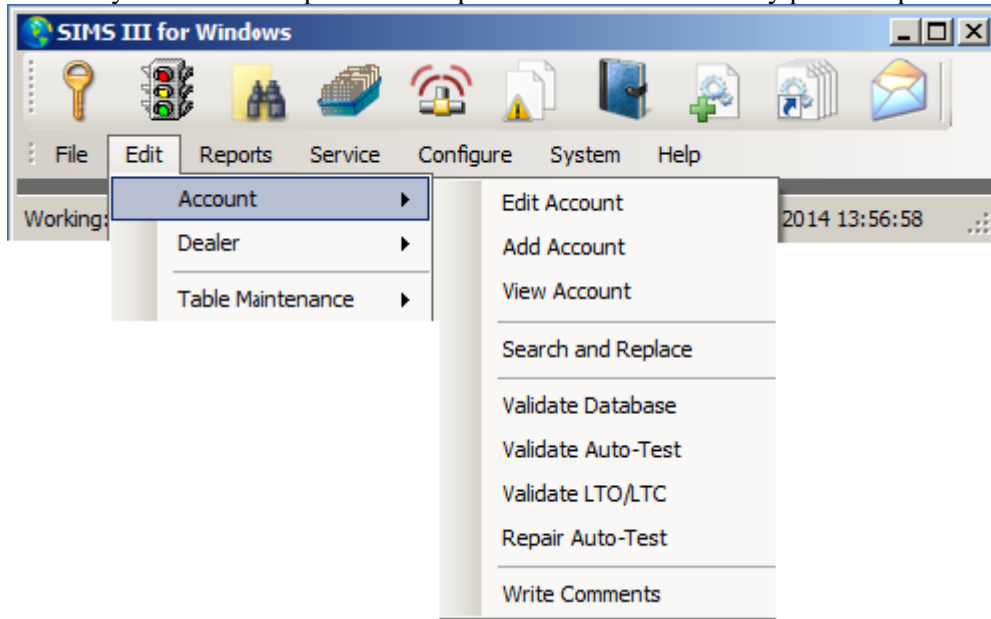 SIMS III for Windows
File Edit Reports Service Configure System Help
Working: 2014 13:56:58
Account
Dealer
Table Maintenance
Edit Account
Add Account
View Account
Search and Replace
Validate Database
Validate Auto-Test
Validate LTO/LTC
Repair Auto-Test
Write Comments